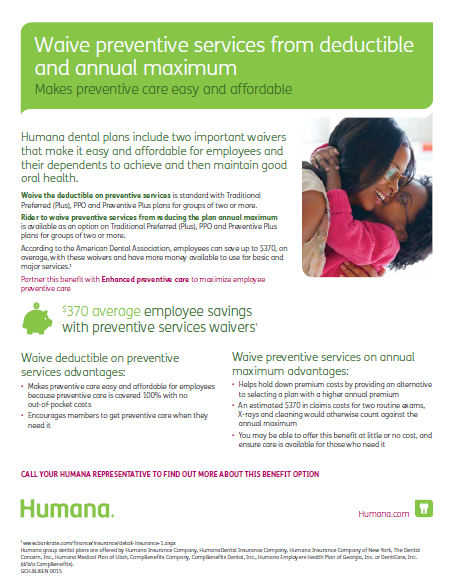 Waive preventive services from deductible
and annual maximum
Makes preventive care easy and affordable
Humana dental plans include two important waivers
that make it easy and affordable for employees and
their dependents to achieve and then maintain good
oral health.
Waive the deductible on preventive services is standard with Traditional
Preferred (Plus), PPO and Preventive Plus plans for groups of two or more.
Rider to waive preventive services from reducing the plan annual maximum
is available as an option on Traditional Preferred (Plus), PPO and Preventive Plus
plans for groups of two or more.
According to the American Dental Association, employees can save up to $370, on
average, with these waivers and have more money available to use for basic and
major services.¹
Partner this benefit with Enhanced preventive care to maximize employee
preventive care
$370 average employee savings
with preventive services waivers¹
Waive deductible on preventive
services advantages:
• Makes preventive care easy and affordable for employees
because preventive care is covered 100% with no
out-of-pocket costs
• Encourages members to get preventive care when they
need it
Waive preventive services on annual
maximum advantages:
• Helps hold down premium costs by providing an alternative
to selecting a plan with a higher annual premium
• An estimated $370 in claims costs for two routine exams,
X-rays and cleaning would otherwise count against the
annual maximum
• You may be able to offer this benefit at little or no cost, and
ensure care is available for those who need it
CALL YOUR HUMANA REPRESENTATIVE TO FIND OUT MORE ABOUT THIS BENEFIT OPTION
Humana.
Humana.com
¹ www.bankrate.com/finance/insurance/dental-insurance-1.aspx
Humana group dental plans are offered by Humana Insurance Company, HumanaDental Insurance Company, Humana Insurance Company of New York, The Dental
Concern, Inc., Humana Medical Plan of Utah, CompBenefits Company, CompBenefits Dental, Inc., Humana Employers Health Plan of Georgia, Inc. or DentiCare, Inc.
(d/b/a CompBenefits).
0015